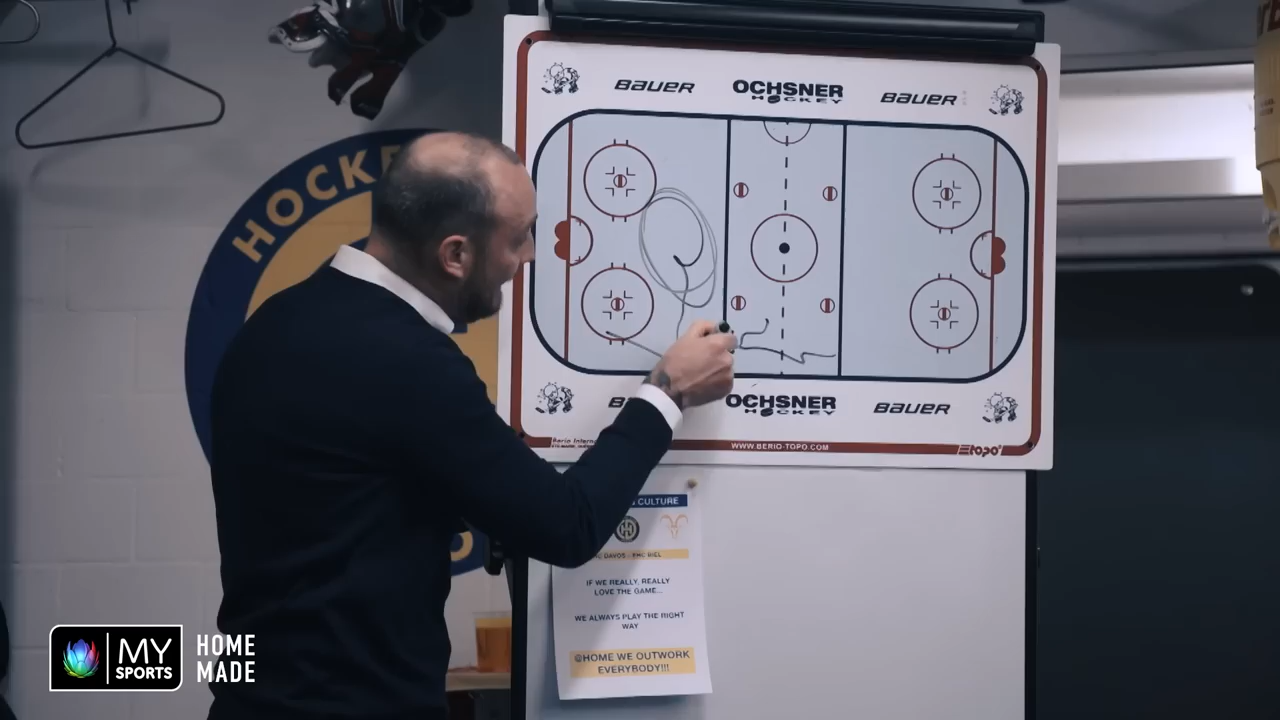 HOCKE
BAUER
OCHSNER
HOCKEY
BAUER
OCHSNER
HOCKEY
BAUER
WWW.BERIO-TOPO.COM
topo
CULTURE
DAVOS - EHC BIEL
IF WE REALLY, REALLY
LOVE THE GAME...
WE ALWAYS PLAY THE RIGHT
WAY
@HOME WE OUTWORK
EVERYBODY!!!
MY
SPORTS
HOME
MADE